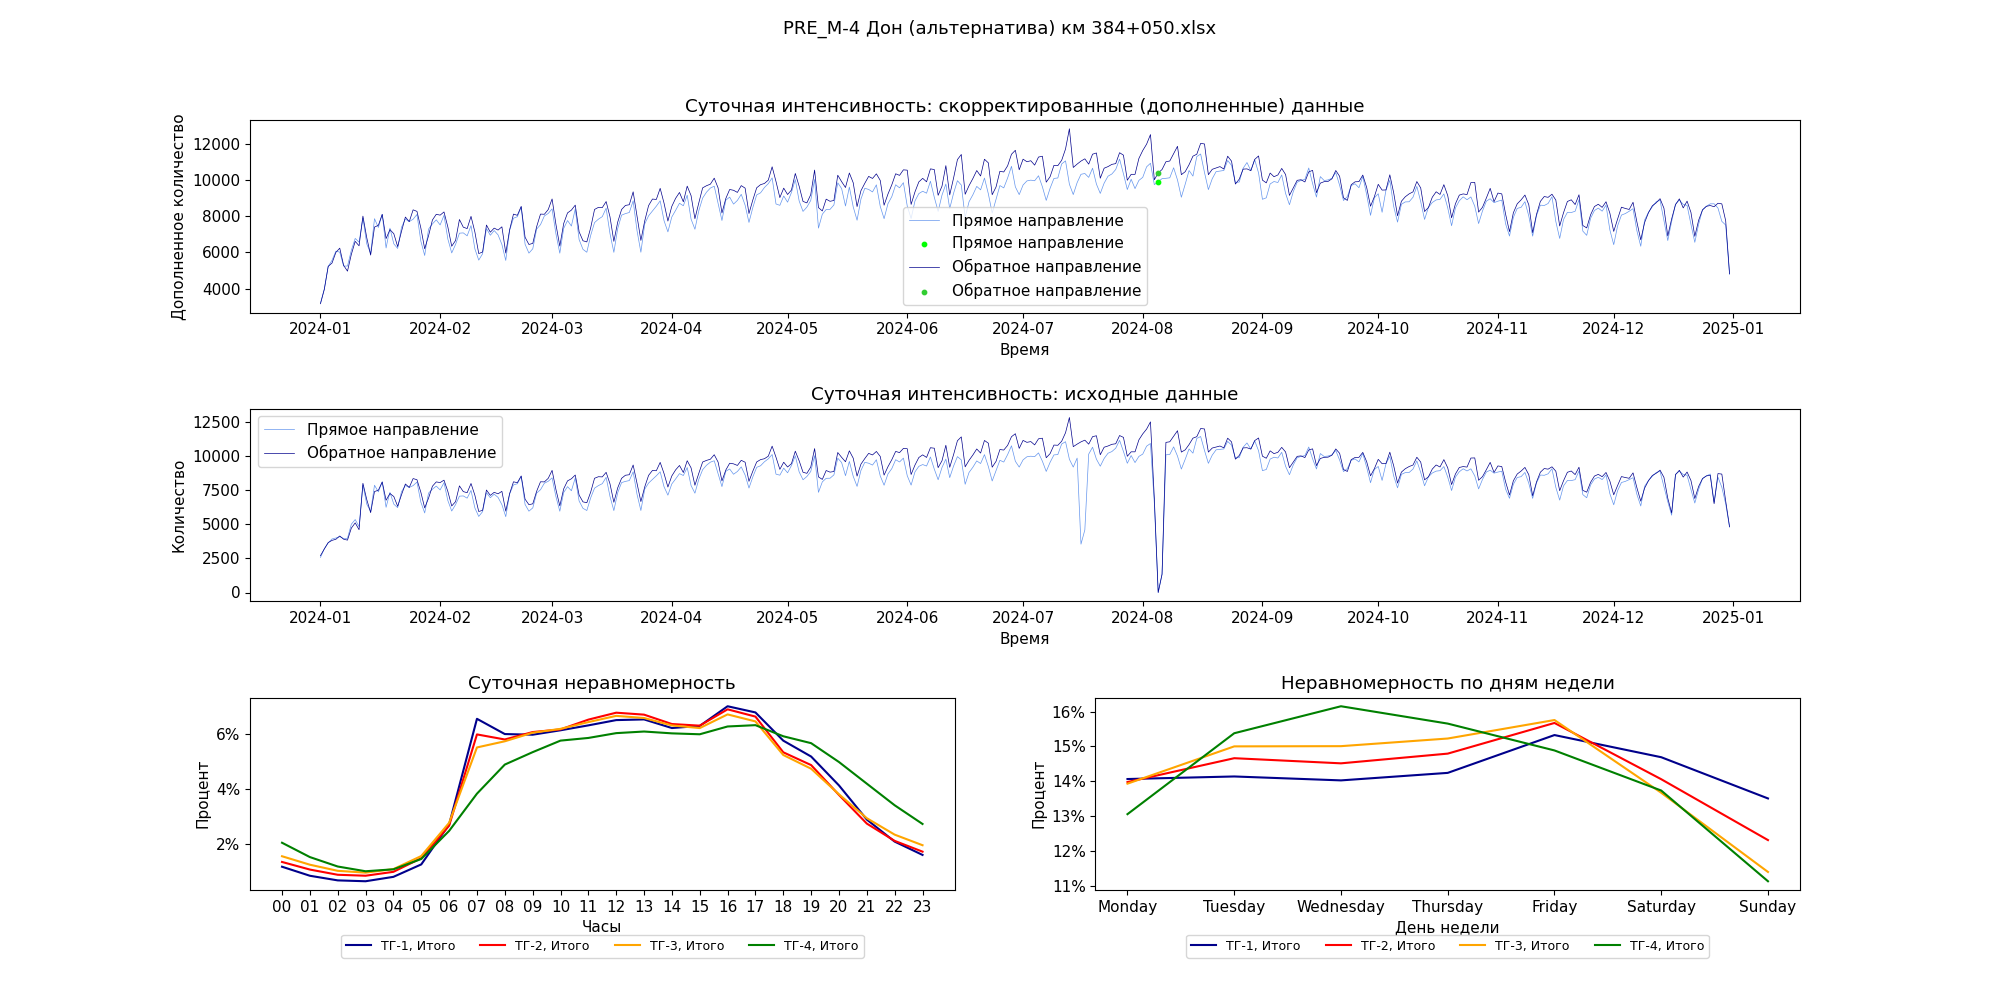 PRE_М-4 Дон (альтернатива) км 384+050.xlsx
Суточная интенсивность: скорректированные (дополненные) данные
Дополненное количество
12000
10000
8000
6000
4000
Прямое направление
Прямое направление
Обратное направление
Обратное направление
2024-01 2024-02 2024-03 2024-04 2024-05 2024-06 2024-07 2024-08 2024-09 2024-10 2024-11 2024-12 2025-01
Время
Суточная интенсивность: исходные данные
Количество
12500
10000
7500
5000
2500
0
Прямое направление
Обратное направление
2024-01 2024-02 2024-03 2024-04 2024-05 2024-06 2024-07 2024-08 2024-09 2024-10 2024-11 2024-12 2025-01
Время
Суточная неравномерность
Процент
6%
4%
2%
00 01 02 03 04 05 06 07 08 09 10 11 12 13 14 15 16 17 18 19 20 21 22 23
Часы
ТГ-1, Итого ТГ-2, Итого ТГ-3, Итого ТГ-4, Итого
Неравномерность по дням недели
Процент
16%
15%
14%
13%
12%
11%
Monday Tuesday Wednesday Thursday Friday Saturday Sunday
День недели
ТГ-1, Итого ТГ-2, Итого ТГ-3, Итого ТГ-4, Итого